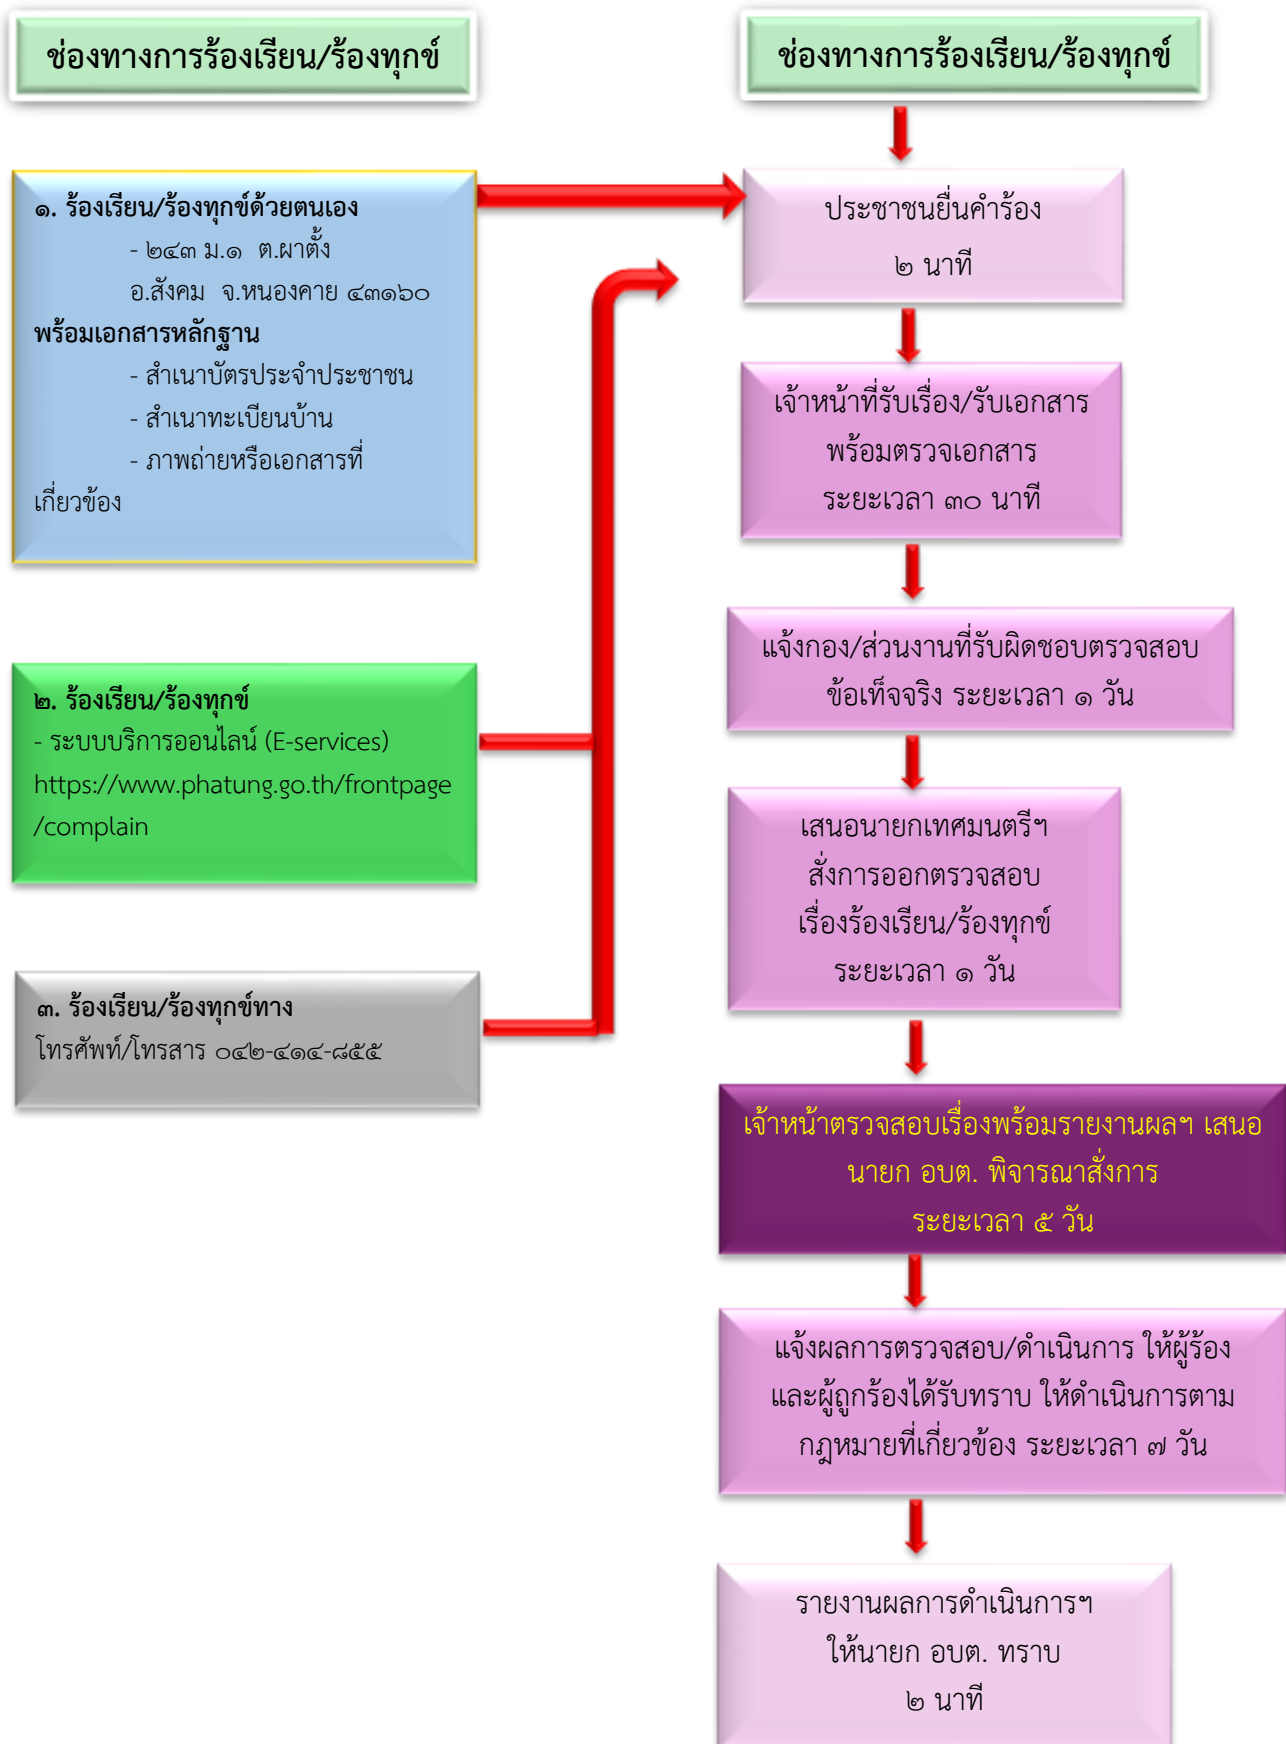 ช่องทางการร้องเรียน/ร้องทุกข์
๑. ร้องเรียน/ร้องทุกข์ด้วยตนเอง
- ๒๔๓ ม.๑ ต.ผาตั้ง
อ.สังคม จ.หนองคาย ๔๓๑๖๐
พร้อมเอกสารหลักฐาน
- สำเนาบัตรประจำประชาชน
- สำเนาทะเบียนบ้าน
- ภาพถ่ายหรือเอกสารที่
เกี่ยวข้อง
๒. ร้องเรียน/ร้องทุกข์
- ระบบบริการออนไลน์ (E-services)
https://www.phatung.go.th/frontpage
/complain
๓. ร้องเรียน/ร้องทุกข์ทาง
โทรศัพท์/โทรสาร ๐๔๒-๔๑๔-๘๕๕
ช่องทางการร้องเรียน/ร้องทุกข์
ประชาชนยื่นคำร้อง
๒ นาที
เจ้าหน้าที่รับเรื่อง/รับเอกสาร
พร้อมตรวจเอกสาร
ระยะเวลา ๓๐ นาที
แจ้งกอง/ส่วนงานที่รับผิดชอบตรวจสอบ
ข้อเท็จจริง ระยะเวลา ๑ วัน
เสนอนายกเทศมนตรีฯ
สั่งการออกตรวจสอบ
เรื่องร้องเรียน/ร้องทุกข์
ระยะเวลา ๑ วัน
เจ้าหน้าตรวจสอบเรื่องพร้อมรายงานผลฯ เสนอ
นายก อบต. พิจารณาสั่งการ
ระยะเวลา ๕ วัน
แจ้งผลการตรวจสอบ/ดำเนินการ ให้ผู้ร้อง
และผู้ถูกร้องได้รับทราบ ให้ดำเนินการตาม
กฎหมายที่เกี่ยวข้อง ระยะเวลา ๗ วัน
รายงานผลการดำเนินการฯ
ให้นายก อบต. ทราบ
๒ นาที